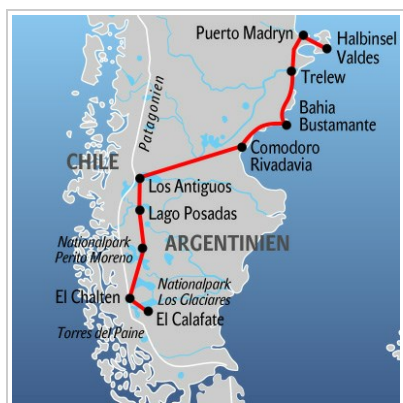 Puerto Madryn
Halbinsel
Valdes
Trelew
Patagonien
Bahia
Bustamante
Comodoro
Rivadavia
CHILE
Los Antiguos
Lago Posadas
Nationalpark
Perito Moreno
ARGENTINIEN
Nationalpark
Los Glaciares
El Chalten
El Calafate
Torres del Paine